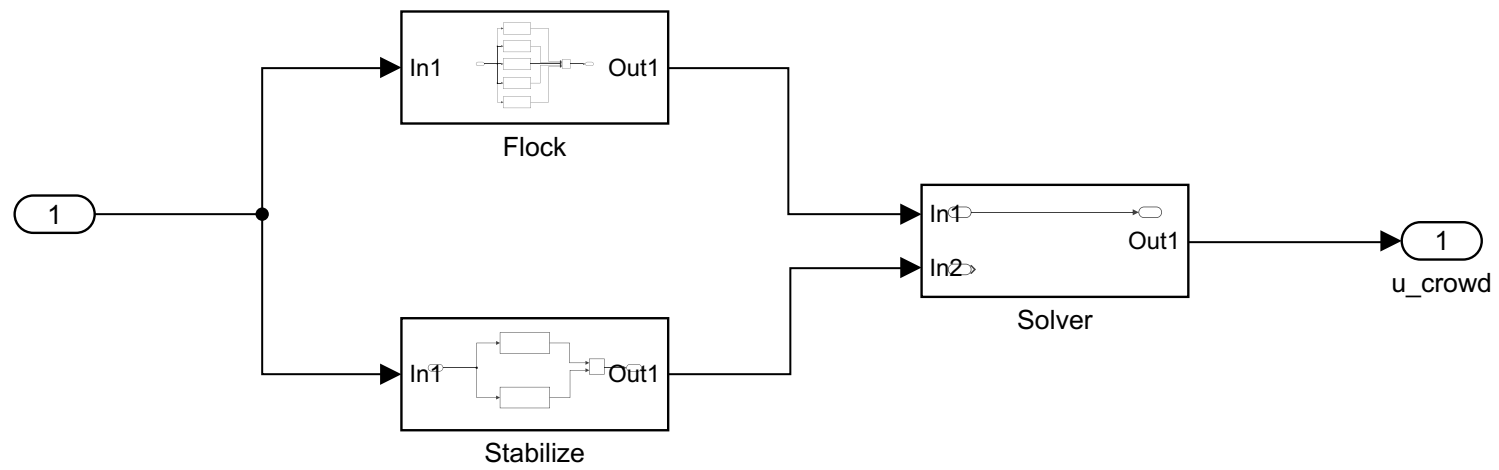 In1
Out1
Flock
1
In1
In2
Out1
Solver
1
u_crowd
In1
Out1
Stabilize